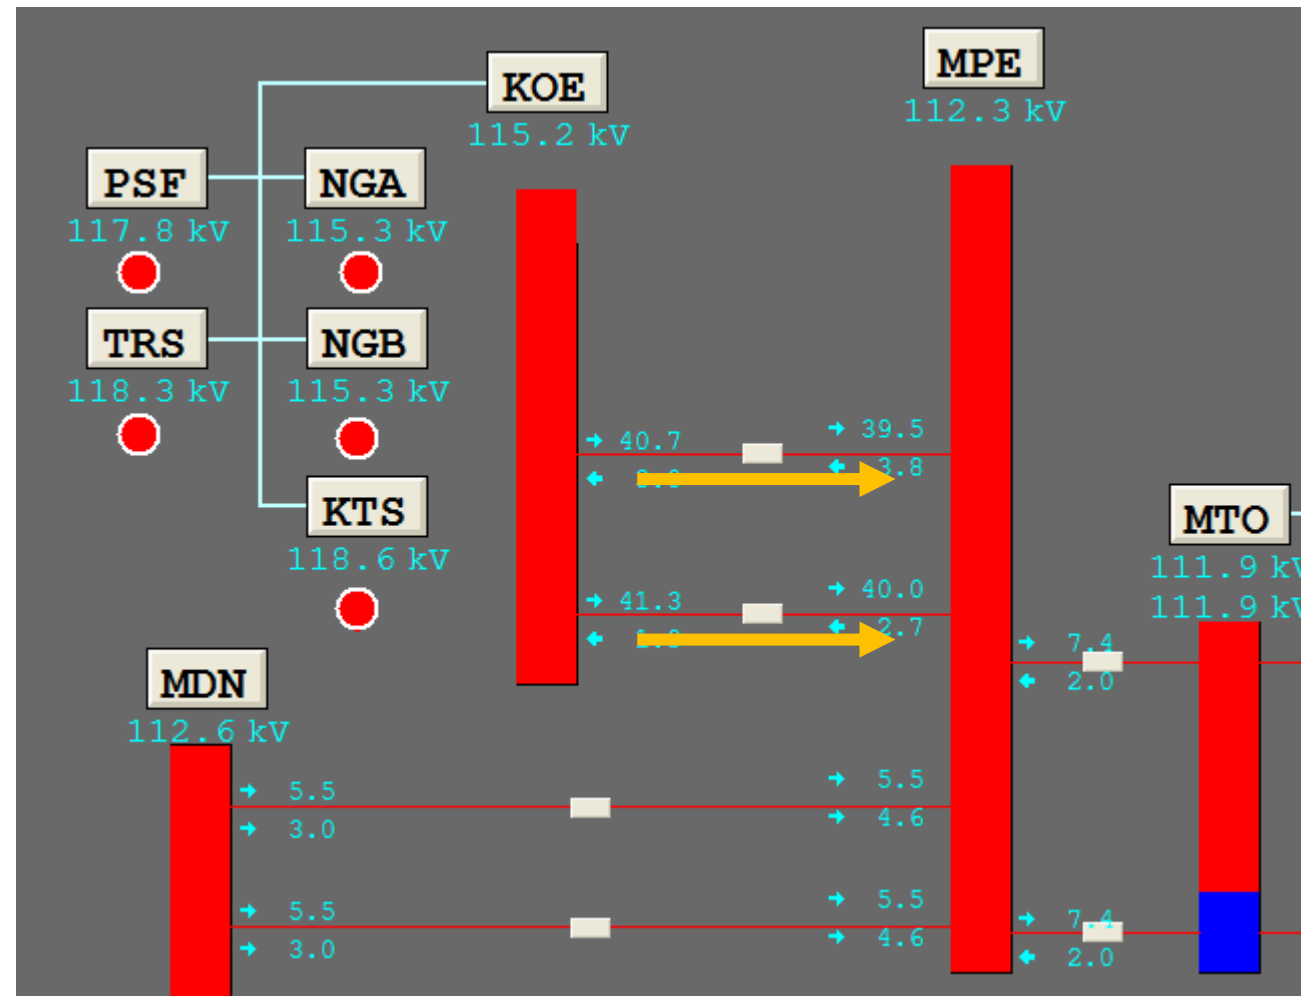 KOE
115.2 kV
MPE
112.3 kV
PSF
117.8 kV
NGA
115.3 kV
TRS
118.3 kV
NGB
115.3 kV
KTS
118.6 kV
→ 40.7
→ 39.5
← 3.8
→ 41.3
→ 40.0
← 2.7
MTO
111.9 kV
111.9 kV
→ 7.4
← 2.0
MDN
112.6 kV
→ 5.5
→ 3.0
→ 5.5
→ 4.6
→ 5.5
→ 3.0
→ 5.5
→ 4.6
→ 7.4
← 2.0